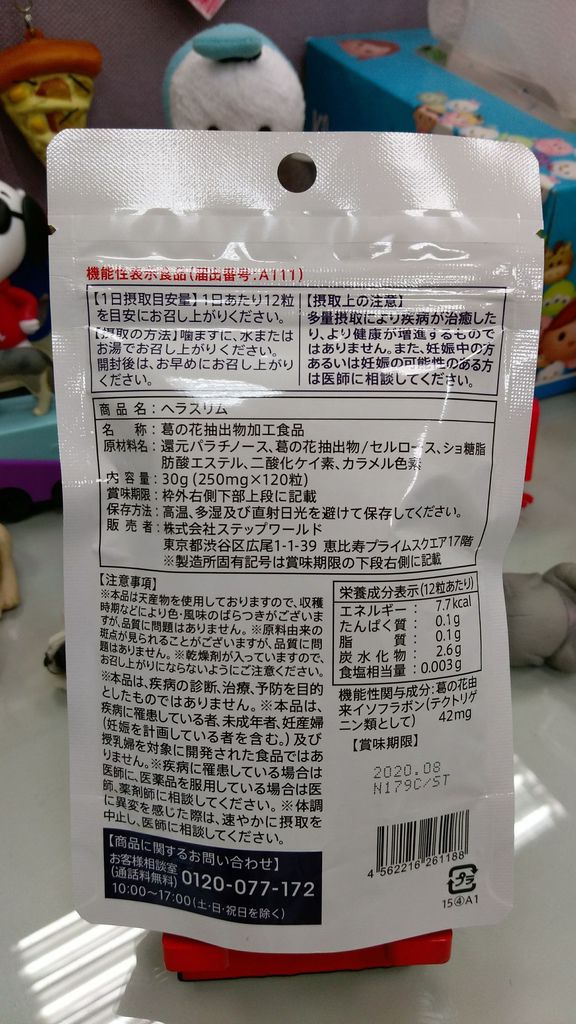 機能性表示食品(届出番号:A111)
【1日摂取目安量】1日あたり12粒
を目安にお召し上がりください。
【摂取の方法】噛まずに、水または
お湯でお召し上がりください。
開封後は、お早めにお召し上がり
ください。
【摂取上の注意】
多量摂取により疾病が治癒した
り、より健康が増進するもので
はありません。また、妊娠中の方
あるいは妊娠の可能性のある方
は医師に相談してください。
商品名:ヘラスリム
名称:葛の花抽出物加工食品
原材料名:還元パラチノース、葛の花抽出物/セルロース、ショ糖脂
肪酸エステル、二酸化ケイ素、カラメル色素
内容量:30g(250mg×120粒)
賞味期限:枠外右側下部上段に記載
保存方法:高温、多湿及び直射日光を避けて保存してください。
販売者:株式会社ステップワールド
東京都渋谷区広尾1-1-39 恵比寿プライムスクエア17階
※製造所固有記号は賞味期限の下段右側に記載
【注意事項】
※本品は天産物を使用しておりますので、収穫
時期などにより色・風味のばらつきがございま
すが、品質に問題はありません。※原料由来の
斑点が見られることがございますが、品質に問
題はありません。※乾燥剤が入っていますので、
お召し上がりにならないようにご注意ください。
※本品は、疾病の診断、治療、予防を目的
としたものではありません。※本品は、
疾病に罹患している者、未成年者、妊産婦
(妊娠を計画している者を含む。)及び
授乳婦を対象に開発された食品ではあ
りません。※疾病に罹患している場合は
医師に、医薬品を服用している場合は医
師、薬剤師に相談してください。※体調
に異変を感じた際は、速やかに摂取を
中止し、医師に相談してください。
栄養成分表示(12粒あたり)
エネルギー: 7.7kcal
たんぱく質: 0.1g
脂質: 0.1g
炭水化物: 2.6g
食塩相当量: 0.003g
機能性関与成分:葛の花由
来イソフラボン(テクトリゲ
ニン類として) 42mg
【賞味期限】
2020.08
N179C/ST
【商品に関するお問い合わせ】
お客様相談室
(通話料無料) 0120-077-172
10:00〜17:00(土・日・祝日を除く)
4 562216 261188
プラ
15④A1